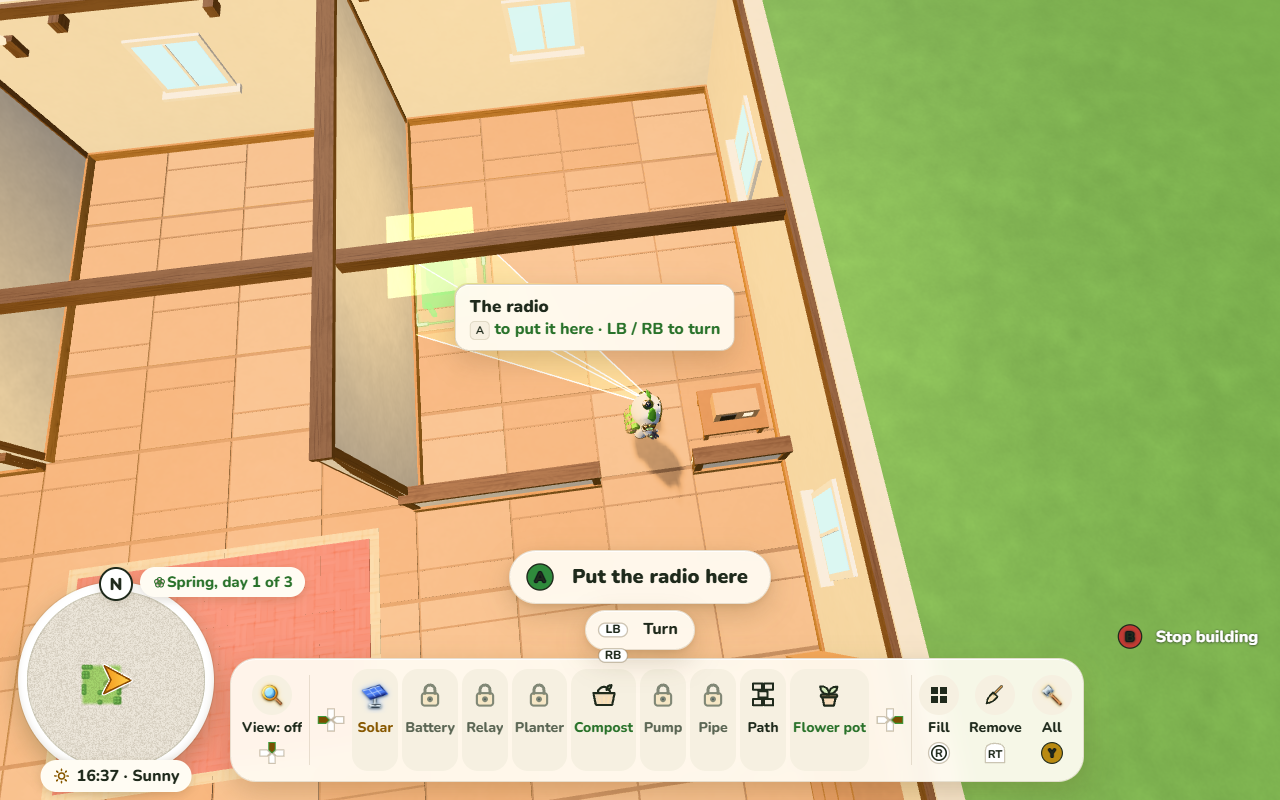 The radio
A to put it here · LB / RB to turn
A Put the radio here
LB Turn
RB
B Stop building
N
Spring, day 1 of 3
16:37 · Sunny
View: off
Solar
Battery
Relay
Planter
Compost
Pump
Pipe
Path
Flower pot
Fill
Remove
All
R
RT
Y